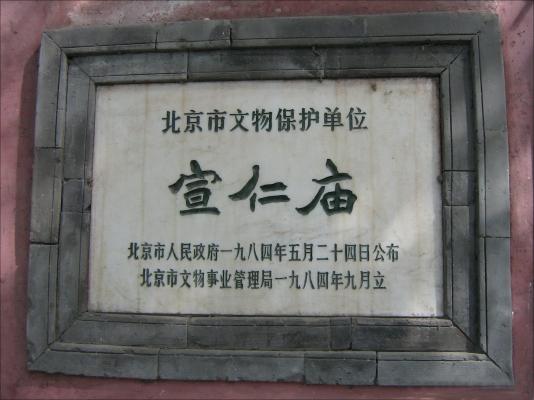 北京市文物保护单位
宣仁庙
北京市人民政府一九八四年五月二十四日公布
北京市文物事业管理局一九八四年九月立